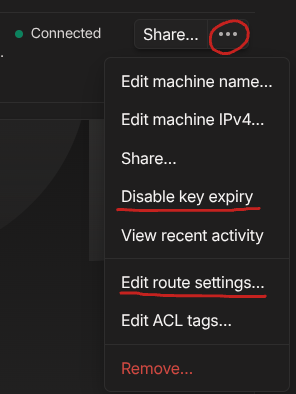 Connected
Share...
Edit machine name...
Edit machine IPv4...
Share...
Disable key expiry
View recent activity
Edit route settings...
Edit ACL tags...
Remove...